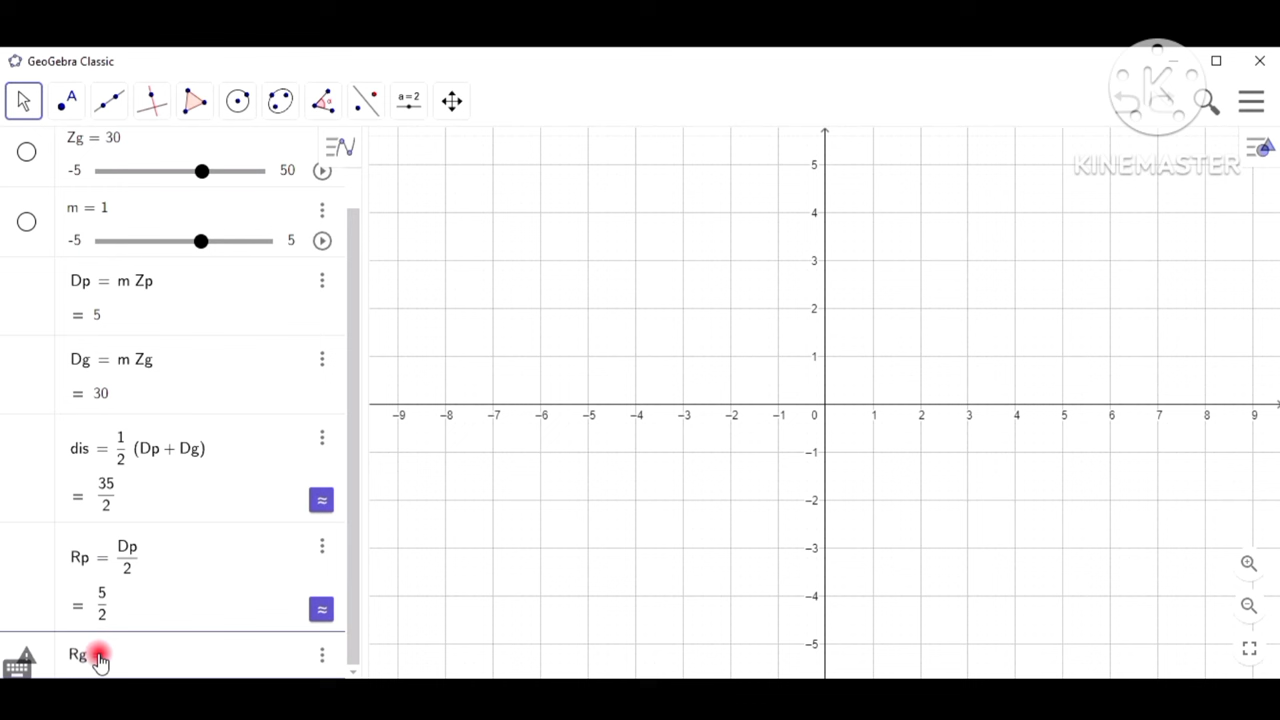 GeoGebra Classic
A
α
a=2
K
KINEMASTER
Zg = 30
-5 50
m = 1
-5 5
Dp = m Zp
= 5
Dg = m Zg
= 30
dis = 1/2 (Dp + Dg)
= 35/2
≈
Rp = Dp/2
= 5/2
≈
Rg
5
4
3
2
1
−9 −8 −7 −6 −5 −4 −3 −2 −1 0 1 2 3 4 5 6 7 8 9
−1
−2
−3
−4
−5